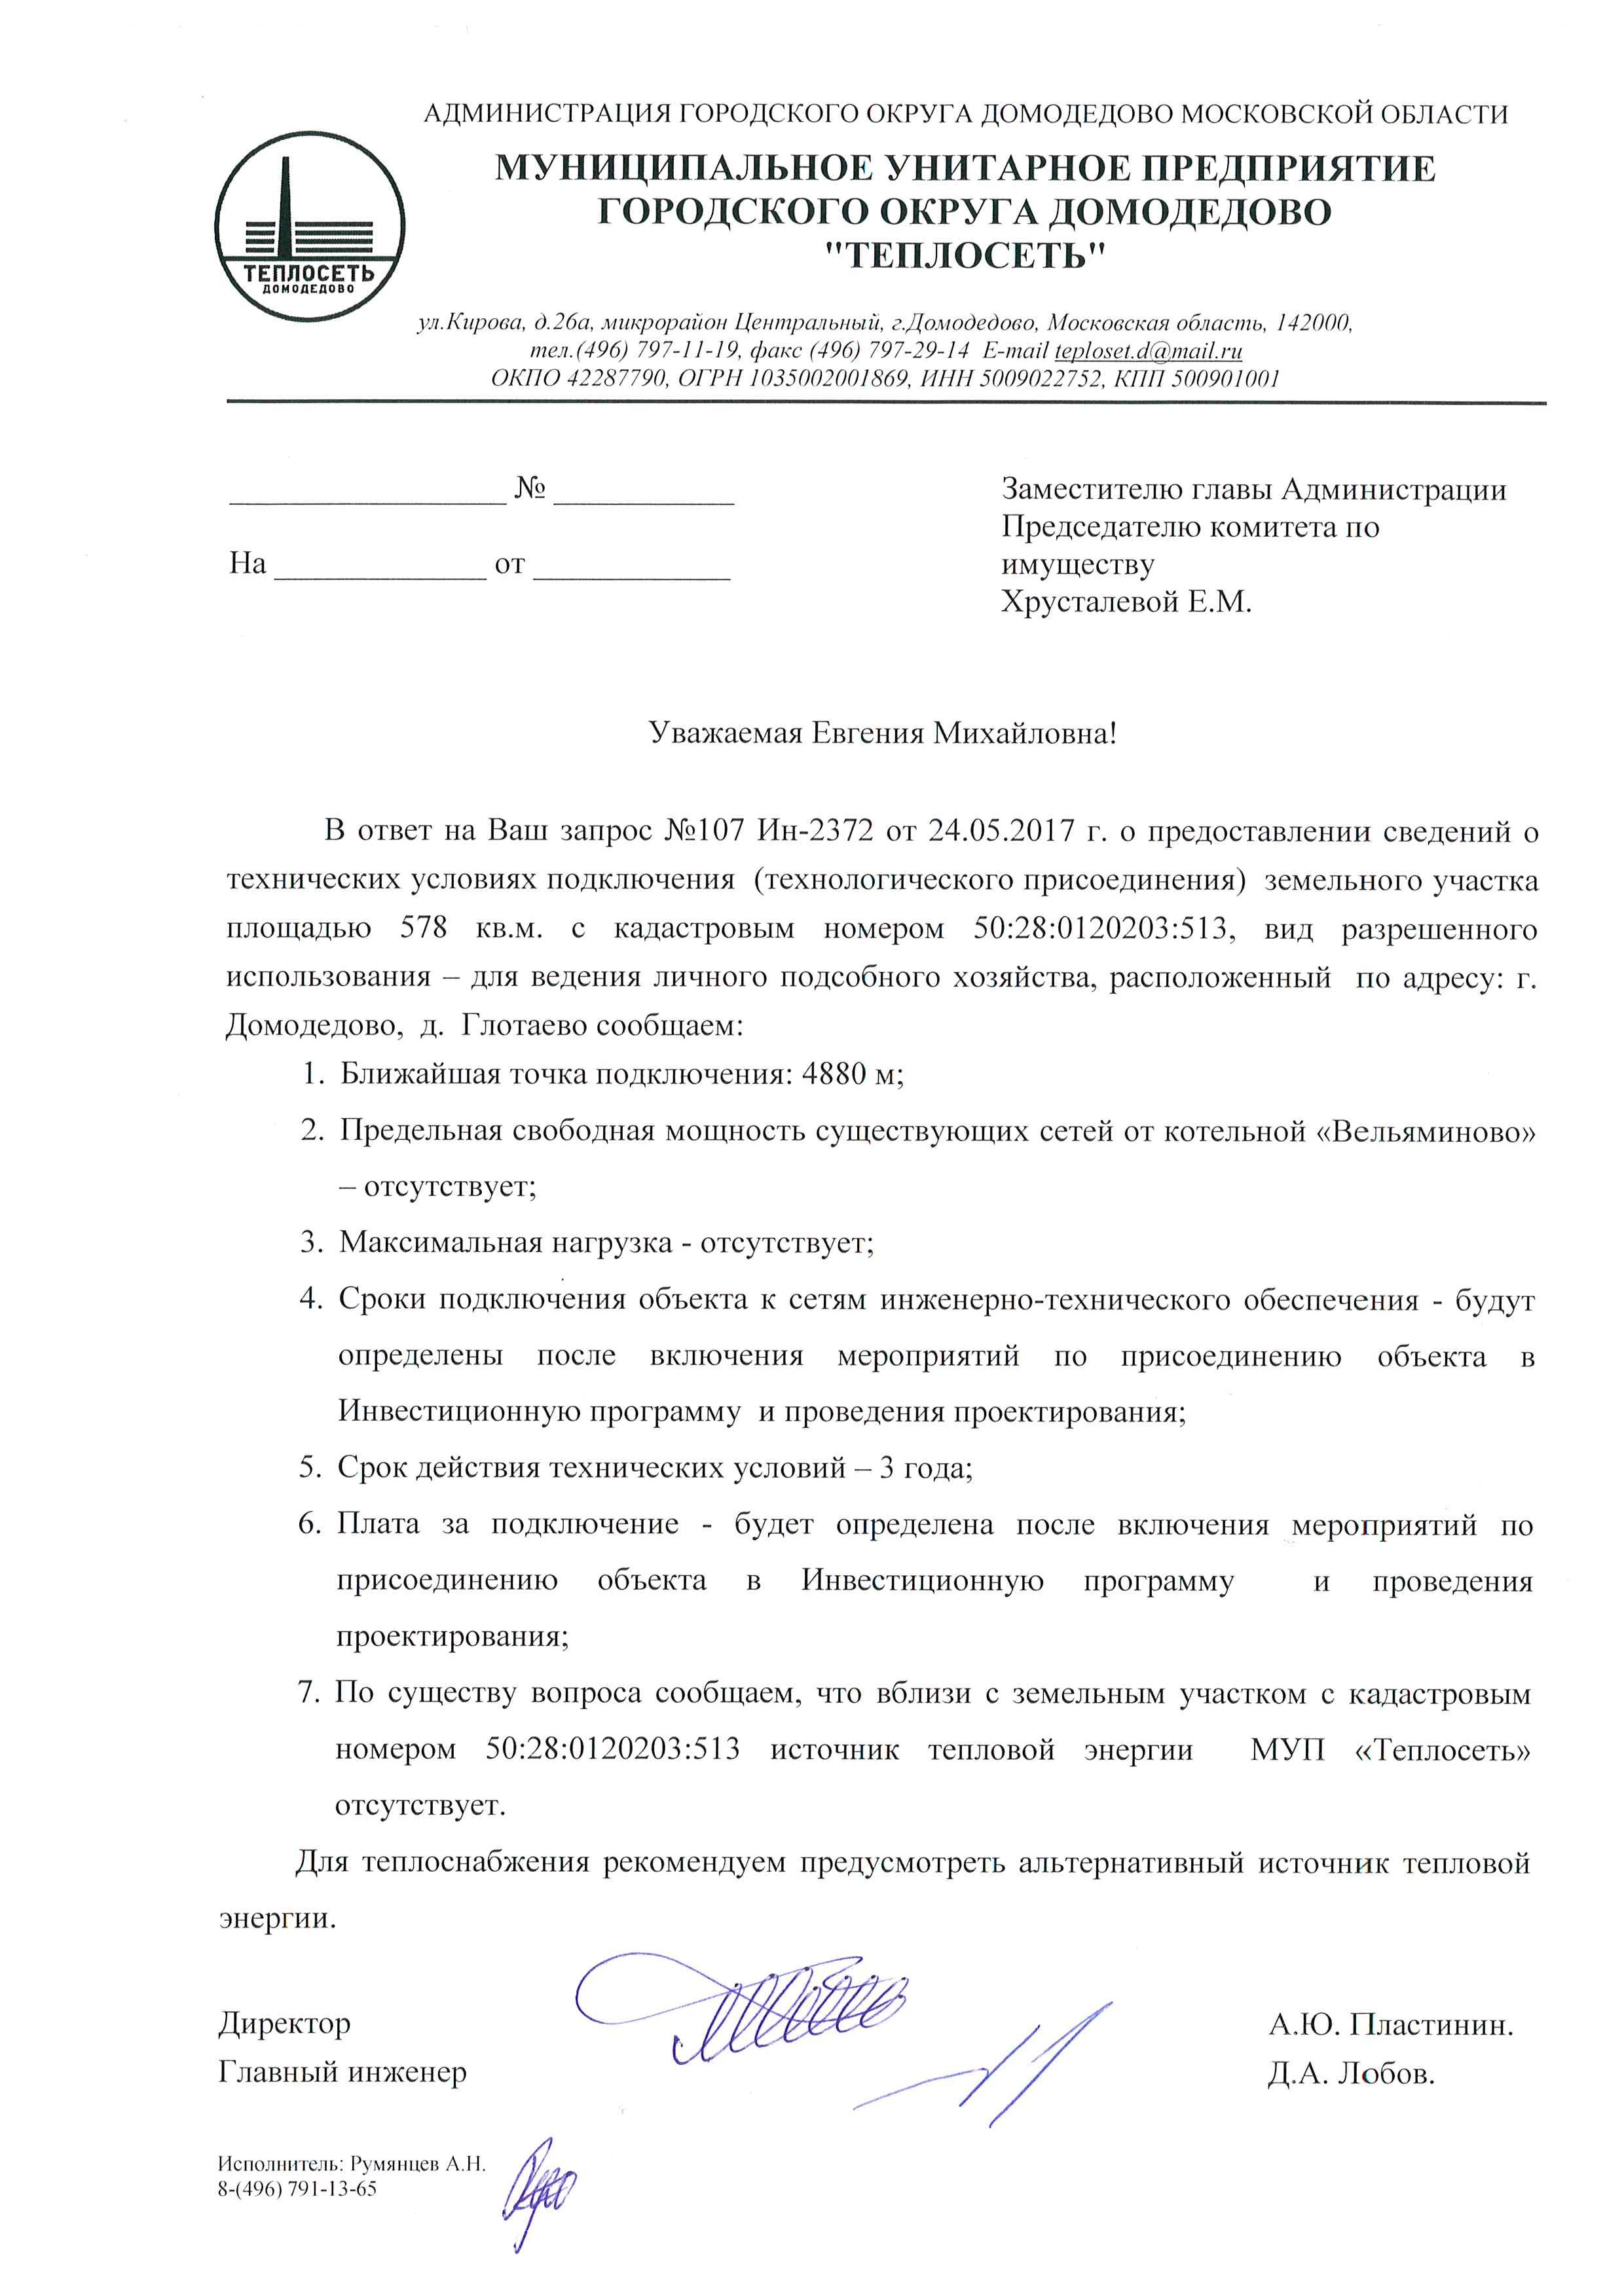 АДМИНИСТРАЦИЯ ГОРОДСКОГО ОКРУГА ДОМОДЕДОВО МОСКОВСКОЙ ОБЛАСТИ
МУНИЦИПАЛЬНОЕ УНИТАРНОЕ ПРЕДПРИЯТИЕ
ГОРОДСКОГО ОКРУГА ДОМОДЕДОВО
"ТЕПЛОСЕТЬ"
ТЕПЛОСЕТЬ
ДОМОДЕДОВО
ул.Кирова, д.26а, микрорайон Центральный, г.Домодедово, Московская область, 142000,
тел.(496) 797-11-19, факс (496) 797-29-14 E-mail teploset.d@mail.ru
ОКПО 42287790, ОГРН 1035002001869, ИНН 5009022752, КПП 500901001
_________________ № ___________
На _____________ от ____________
Заместителю главы Администрации
Председателю комитета по
имуществу
Хрусталевой Е.М.
Уважаемая Евгения Михайловна!
В ответ на Ваш запрос №107 Ин-2372 от 24.05.2017 г. о предоставлении сведений о
технических условиях подключения (технологического присоединения) земельного участка
площадью 578 кв.м. с кадастровым номером 50:28:0120203:513, вид разрешенного
использования – для ведения личного подсобного хозяйства, расположенный по адресу: г.
Домодедово, д. Глотаево сообщаем:
1. Ближайшая точка подключения: 4880 м;
2. Предельная свободная мощность существующих сетей от котельной «Вельяминово»
– отсутствует;
3. Максимальная нагрузка - отсутствует;
4. Сроки подключения объекта к сетям инженерно-технического обеспечения - будут
определены после включения мероприятий по присоединению объекта в
Инвестиционную программу и проведения проектирования;
5. Срок действия технических условий – 3 года;
6. Плата за подключение - будет определена после включения мероприятий по
присоединению объекта в Инвестиционную программу и проведения
проектирования;
7. По существу вопроса сообщаем, что вблизи с земельным участком с кадастровым
номером 50:28:0120203:513 источник тепловой энергии МУП «Теплосеть»
отсутствует.
Для теплоснабжения рекомендуем предусмотреть альтернативный источник тепловой
энергии.
Директор А.Ю. Пластинин.
Главный инженер Д.А. Лобов.
Исполнитель: Румянцев А.Н.
8-(496) 791-13-65